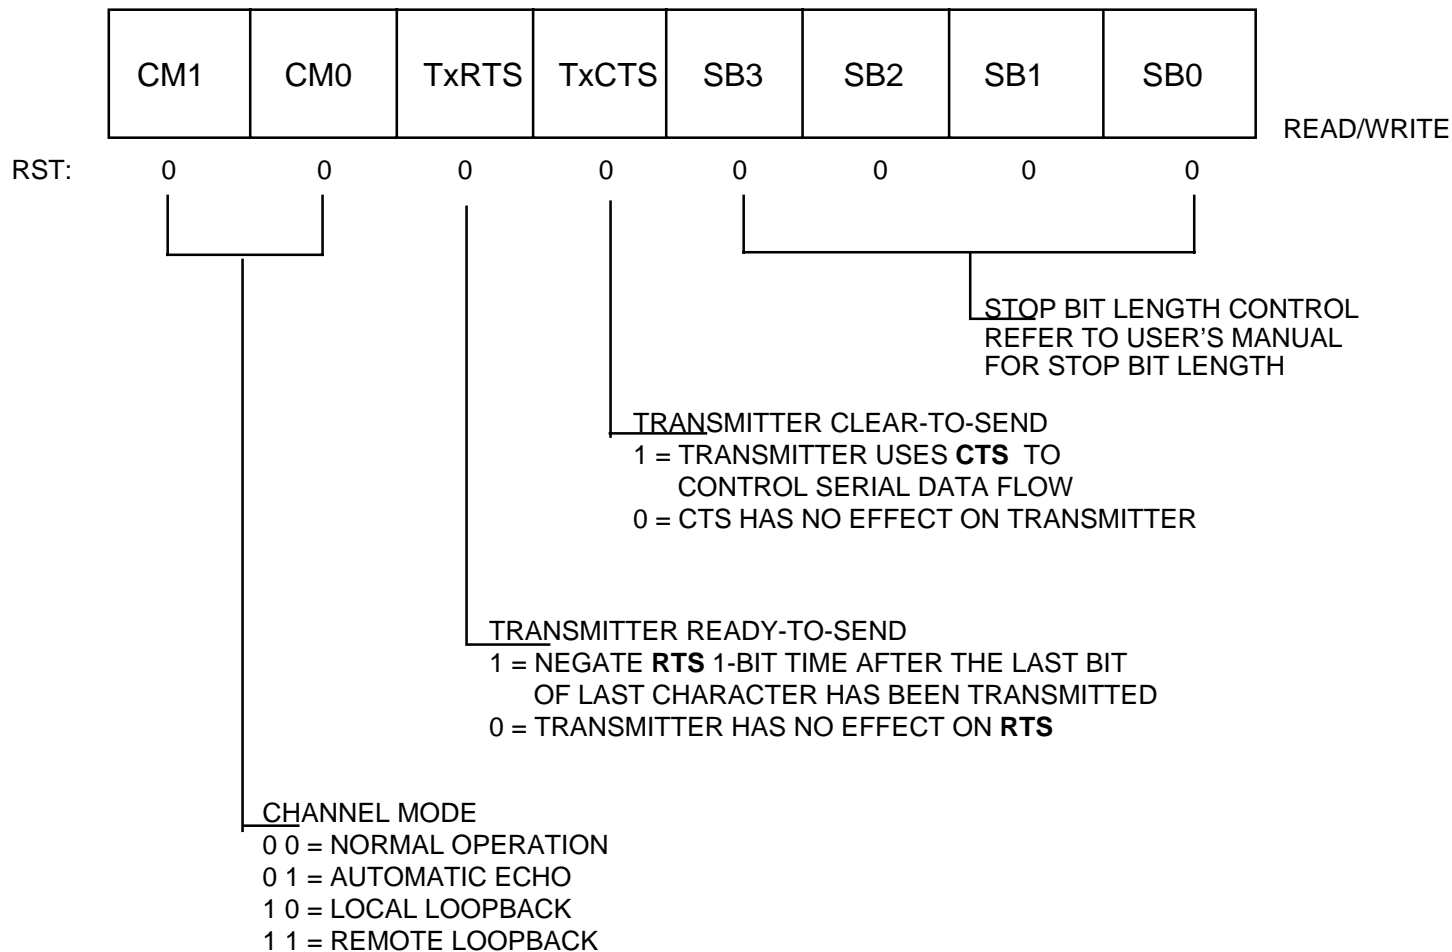 CM1 CM0 TxRTS TxCTS SB3 SB2 SB1 SB0
READ/WRITE
RST: 0 0 0 0 0 0 0 0
STOP BIT LENGTH CONTROL
REFER TO USER'S MANUAL
FOR STOP BIT LENGTH
TRANSMITTER CLEAR-TO-SEND
1 = TRANSMITTER USES CTS TO
CONTROL SERIAL DATA FLOW
0 = CTS HAS NO EFFECT ON TRANSMITTER
TRANSMITTER READY-TO-SEND
1 = NEGATE RTS 1-BIT TIME AFTER THE LAST BIT
OF LAST CHARACTER HAS BEEN TRANSMITTED
0 = TRANSMITTER HAS NO EFFECT ON RTS
CHANNEL MODE
0 0 = NORMAL OPERATION
0 1 = AUTOMATIC ECHO
1 0 = LOCAL LOOPBACK
1 1 = REMOTE LOOPBACK